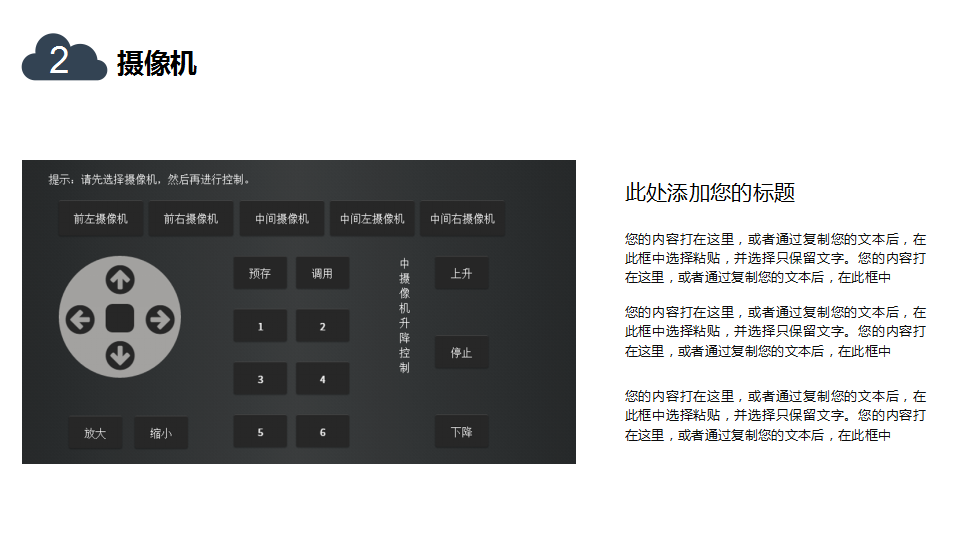 2
摄像机
提示：请先选择摄像机，然后再进行控制。
前左摄像机 前右摄像机 中间摄像机 中间左摄像机 中间右摄像机
预存 调用
1 2
3 4
5 6
放大 缩小
中摄像机升降控制
上升
停止
下降
此处添加您的标题
您的内容打在这里，或者通过复制您的文本后，在
此框中选择粘贴，并选择只保留文字。您的内容打
在这里，或者通过复制您的文本后，在此框中
您的内容打在这里，或者通过复制您的文本后，在
此框中选择粘贴，并选择只保留文字。您的内容打
在这里，或者通过复制您的文本后，在此框中
您的内容打在这里，或者通过复制您的文本后，在
此框中选择粘贴，并选择只保留文字。您的内容打
在这里，或者通过复制您的文本后，在此框中